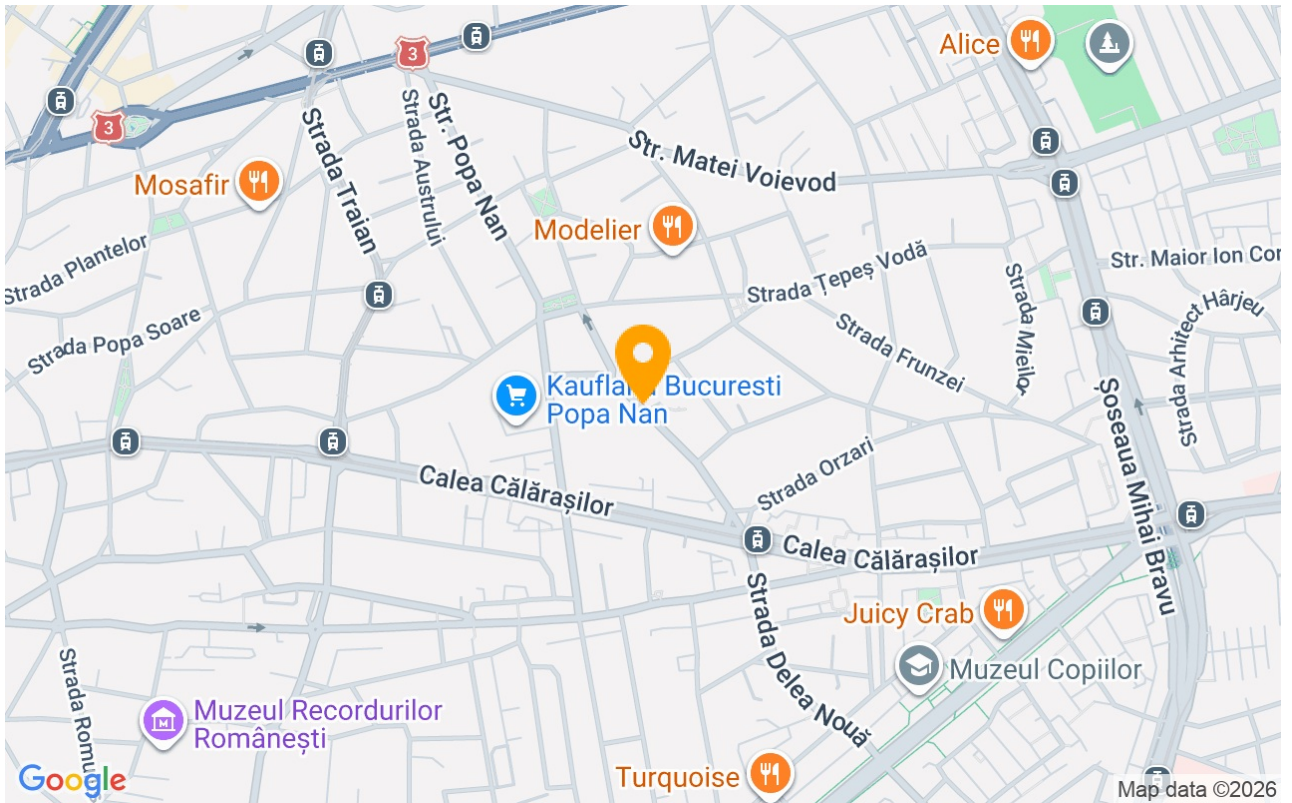 Alice
3
3
Strada Austrului
Str. Popa Nan
Strada Traian
Str. Matei Voievod
Mosafir
Modelier
Strada Plantelor
Strada Țepeș Vodă
Str. Maior Ion Cor
Strada Mieilor
Strada Arhitect Hârjeu
Strada Popa Soare
Strada Frunzei
Kaufland Bucuresti
Popa Nan
Șoseaua Mihai Bravu
Strada Orzari
Calea Călărașilor
Calea Călărașilor
Juicy Crab
Strada Delea Nouă
Muzeul Copiilor
Strada Romu
Muzeul Recordurilor
Românești
Turquoise
Google
Map data ©2026